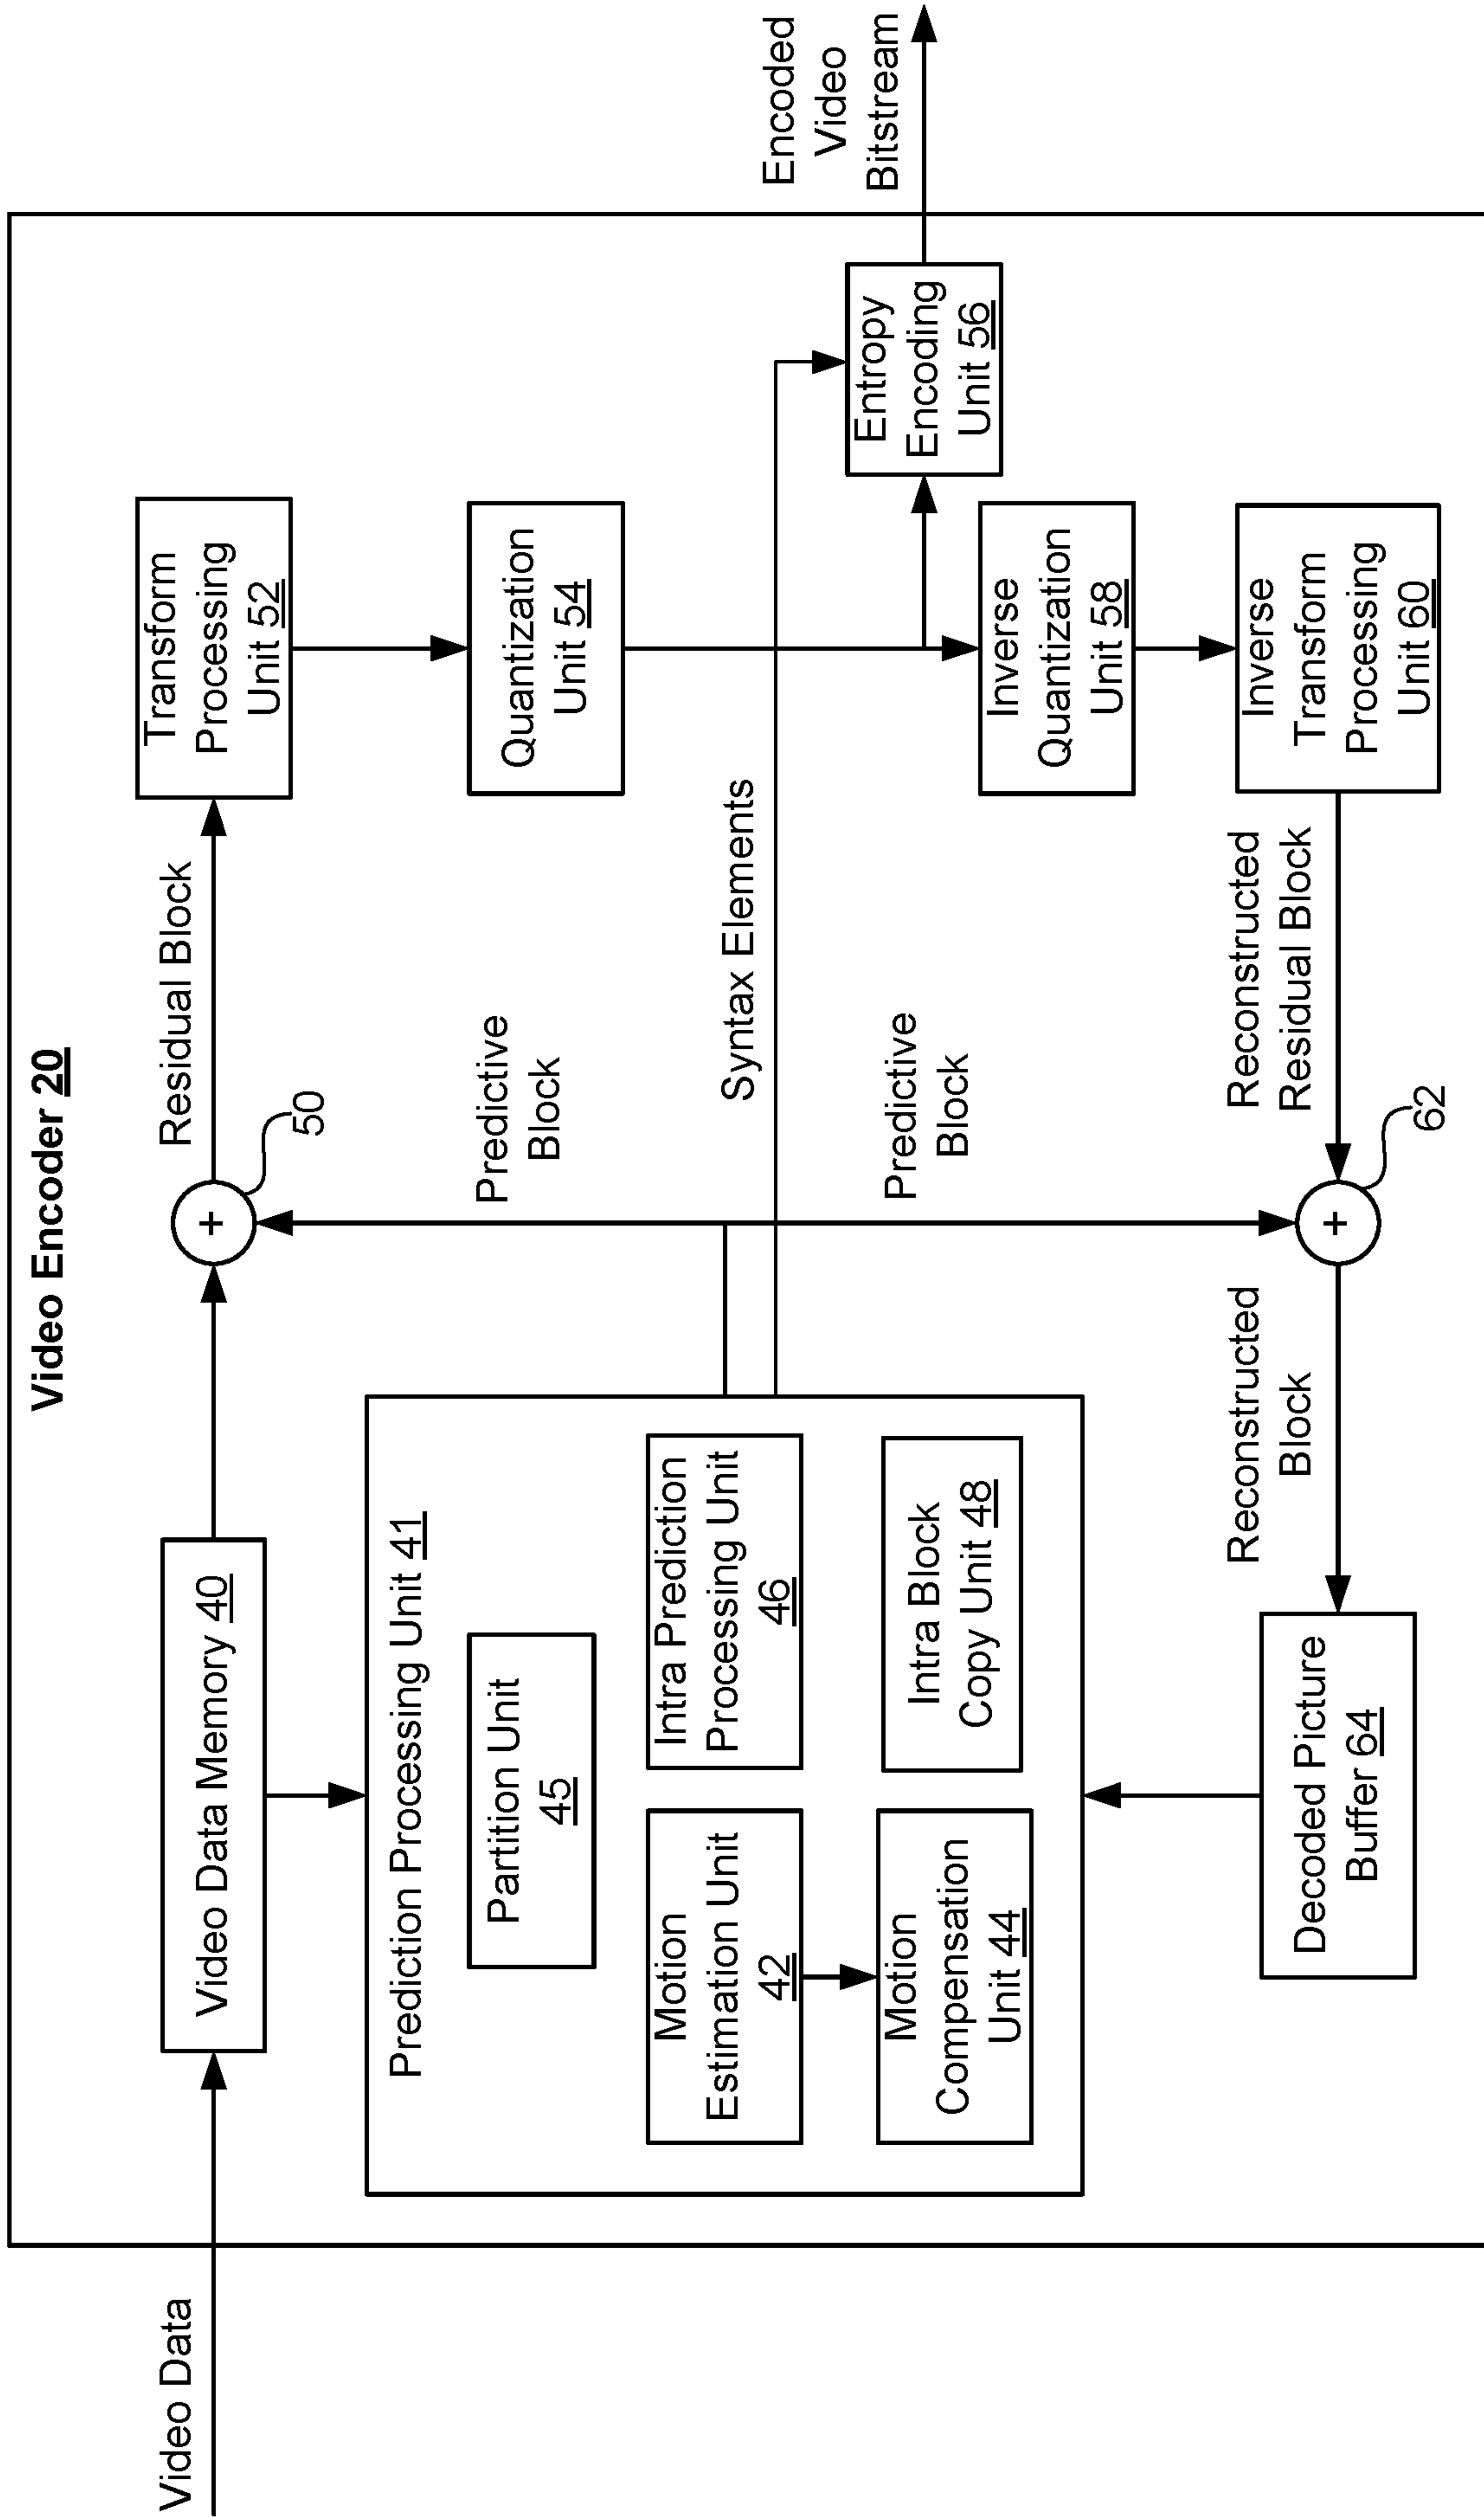 Video Encoder 20
Video Data
Video Data Memory 40
50
Residual Block
Transform
Processing
Unit 52
Prediction Processing Unit 41
Partition Unit
45
Motion
Estimation Unit
42
Intra Prediction
Processing Unit
46
Motion
Compensation
Unit 44
Intra Block
Copy Unit 48
Predictive
Block
Quantization
Unit 54
Syntax Elements
Predictive
Block
Entropy
Encoding
Unit 56
Encoded
Video
Bitstream
Inverse
Quantization
Unit 58
Decoded Picture
Buffer 64
Reconstructed
Block
62
Reconstructed
Residual Block
Inverse
Transform
Processing
Unit 60
+
+